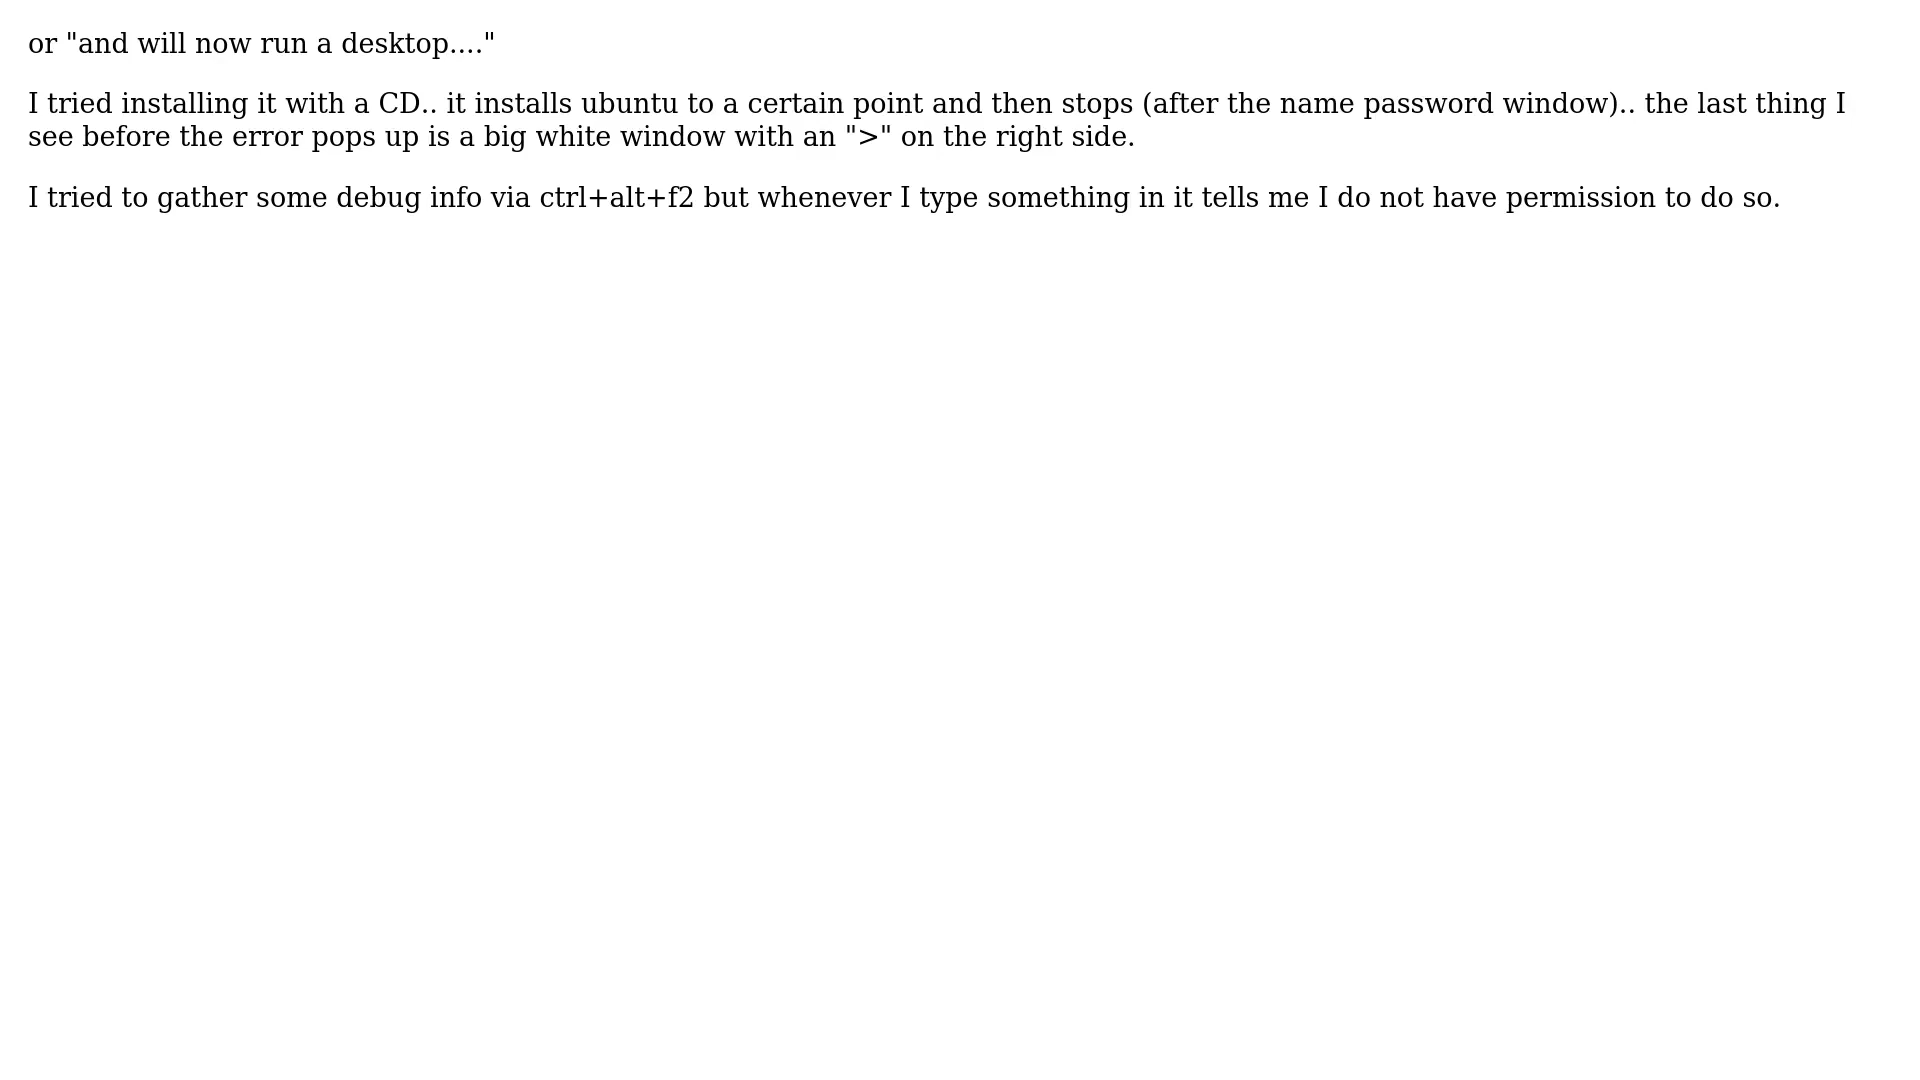 or "and will now run a desktop...."
I tried installing it with a CD.. it installs ubuntu to a certain point and then stops (after the name password window).. the last thing I
see before the error pops up is a big white window with an ">" on the right side.
I tried to gather some debug info via ctrl+alt+f2 but whenever I type something in it tells me I do not have permission to do so.